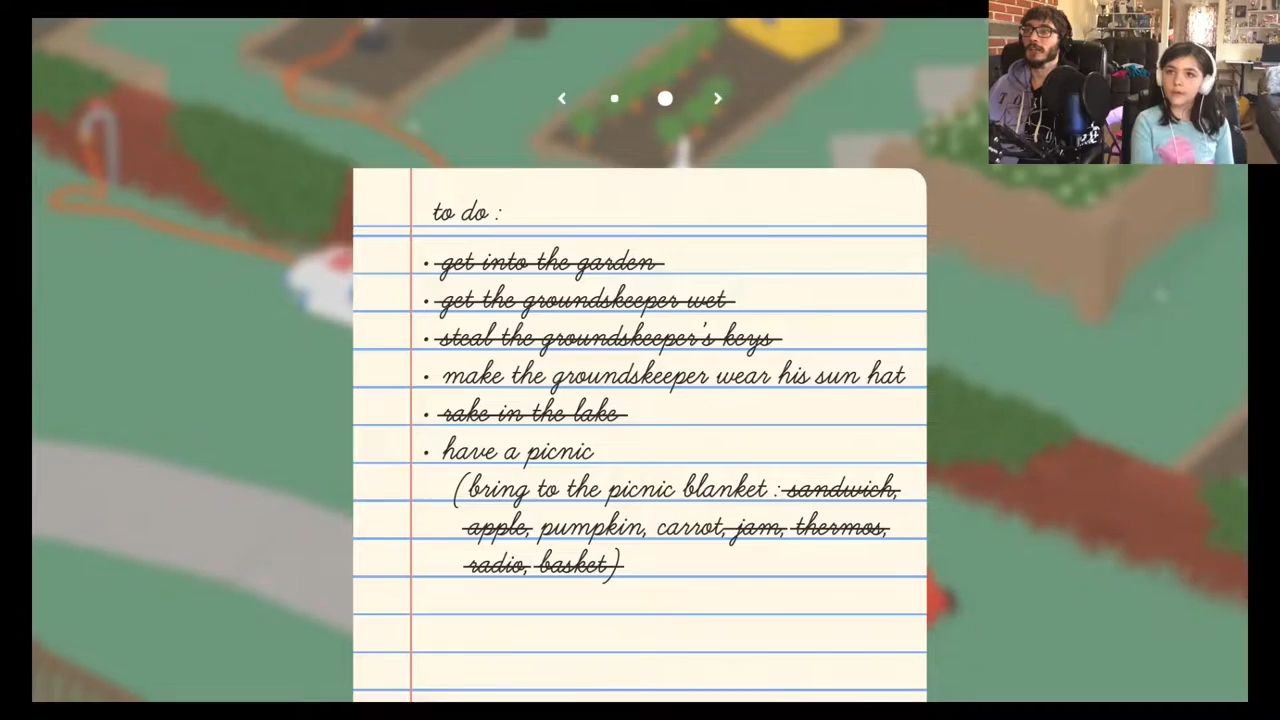 to do :
• get into the garden
• get the groundskeeper wet
• steal the groundskeeper's keys
• make the groundskeeper wear his sun hat
• rake in the lake
• have a picnic
(bring to the picnic blanket : sandwich,
apple, pumpkin, carrot, jam, thermos,
radio, basket)